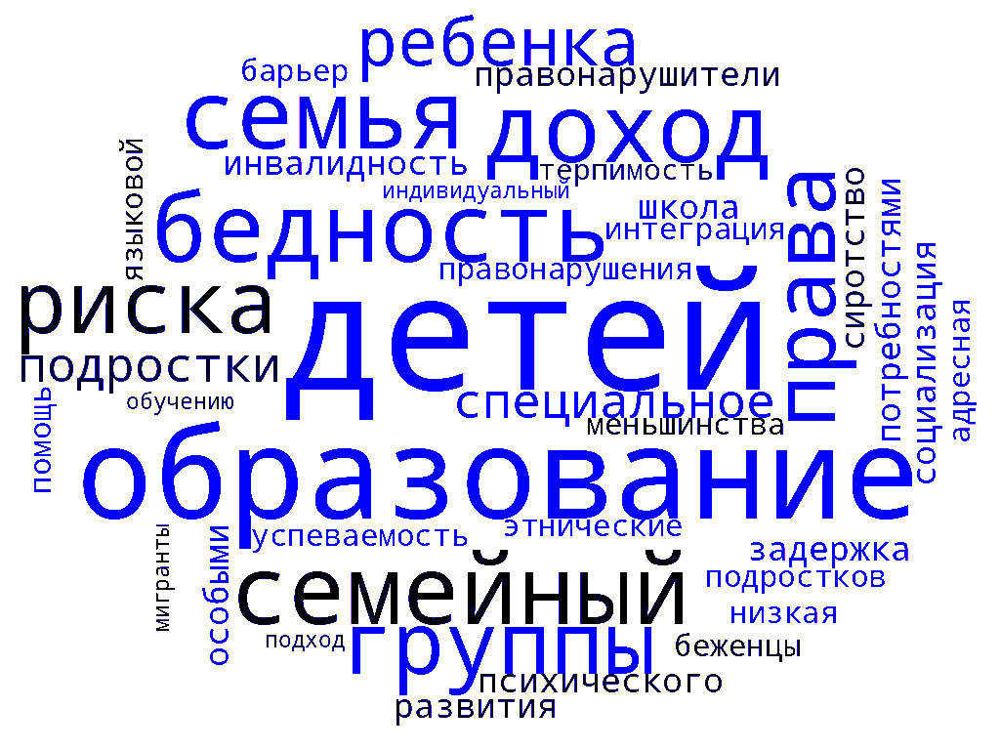 ребенка
барьер
правонарушители
семья
доход
инвалидность
терпимость
языковой
индивидуальный
бедность
школа
интеграция
права
сиротство
потребностями
правонарушения
социализация
риска
детей
адресная
подростки
специальное
обучению
помощь
меньшинства
образование
этнические
успеваемость
мигранты
особыми
задержка
семейный
подростков
низкая
группы
подход
беженцы
психического
развития